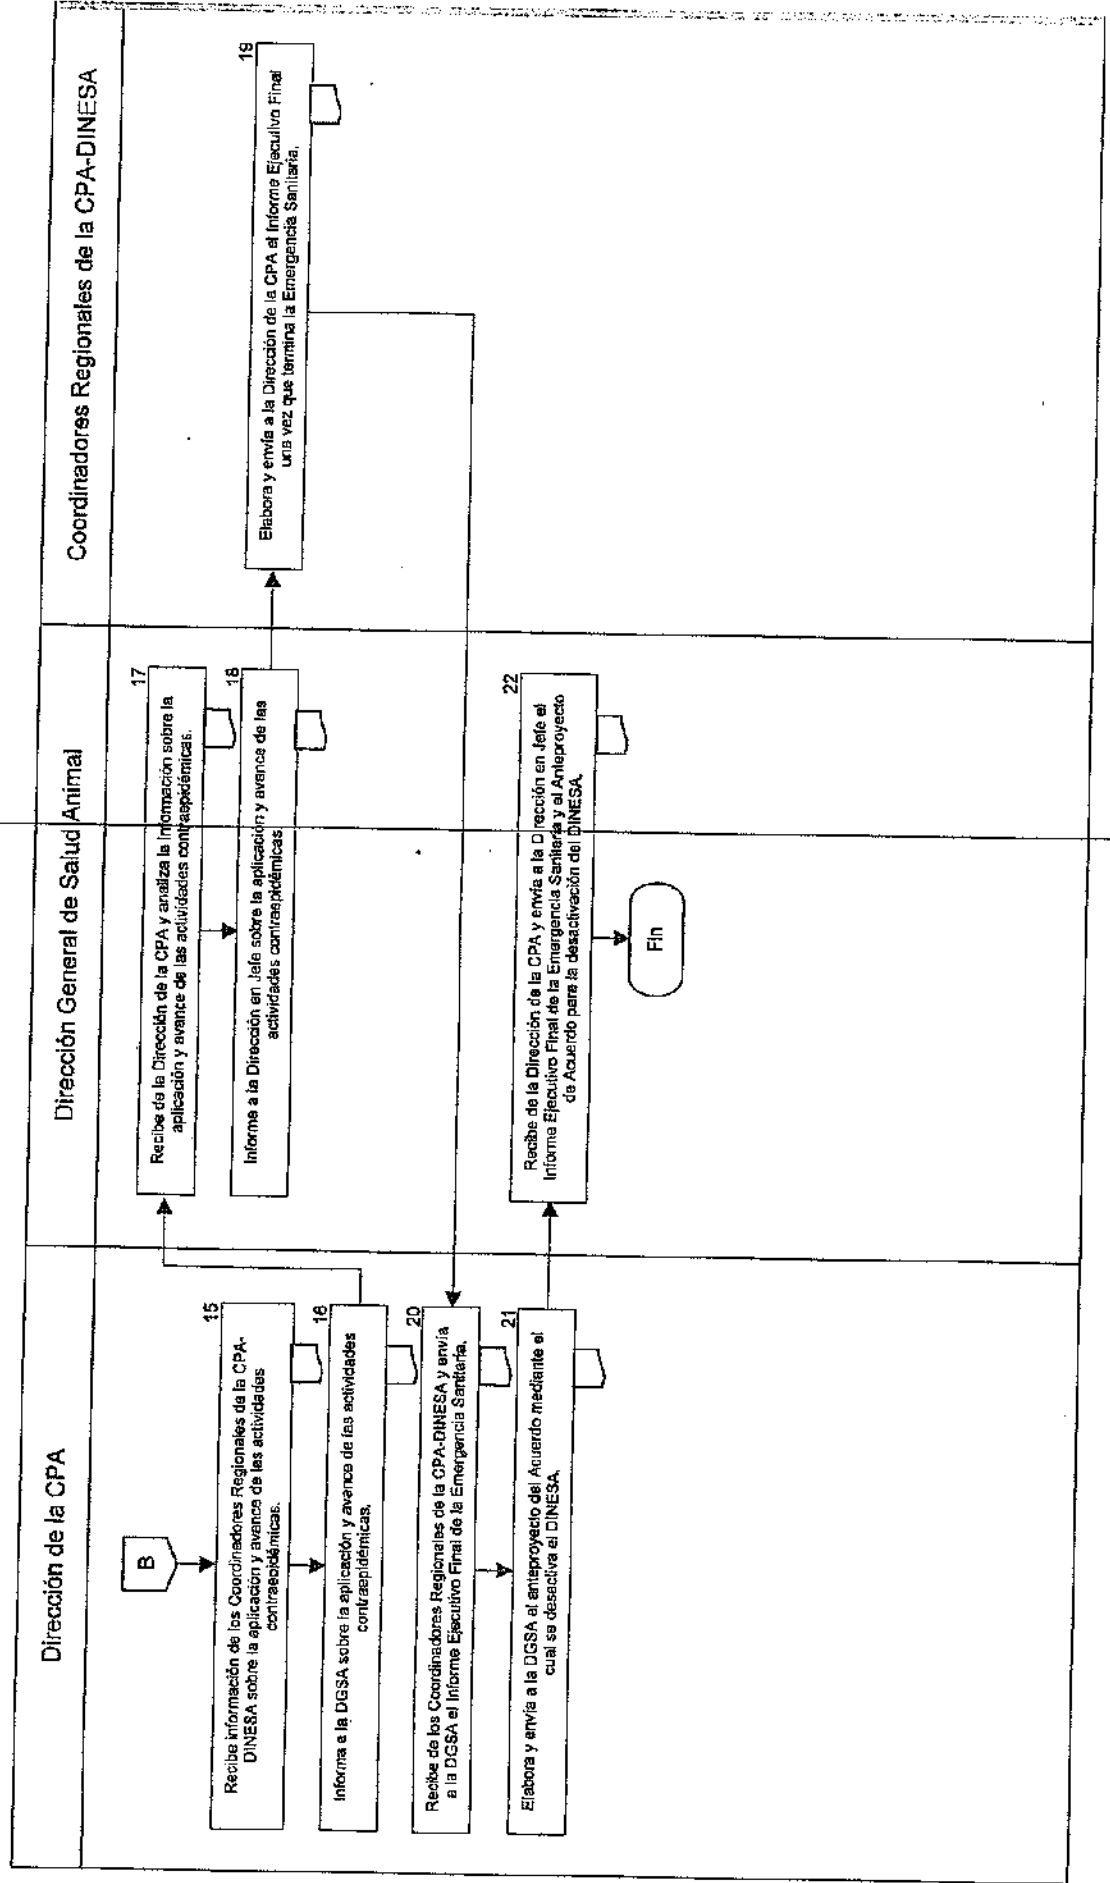 Dirección de la CPA
Dirección General de Salud Animal
Coordinadores Regionales de la CPA-DINESA
B
15
Recibe información de los Coordinadores Regionales de la CPA-
DINESA sobre la aplicación y avance de las actividades
contraepidémicas.
16
Informa a la DGSA sobre la aplicación y avance de las actividades
contraepidémicas.
17
Recibe de la Dirección de la CPA y analiza la información sobre la
aplicación y avance de las actividades contraepidémicas.
18
Informa a la Dirección en Jefe sobre la aplicación y avance de las
actividades contraepidémicas
19
Elabora y envía a la Dirección de la CPA el Informe Ejecutivo Final
una vez que termina la Emergencia Sanitaria.
20
Recibe de los Coordinadores Regionales de la CPA-DINESA y envía
a la DGSA el Informe Ejecutivo Final de la Emergencia Sanitaria.
21
Elabora y envía a la DGSA el anteproyecto del Acuerdo mediante el
cual se desactiva el DINESA.
22
Recibe de la Dirección de la CPA y envía a la Dirección en Jefe el
Informe Ejecutivo Final de la Emergencia Sanitaria y el Anteproyecto
de Acuerdo para la desactivación del DINESA.
Fin